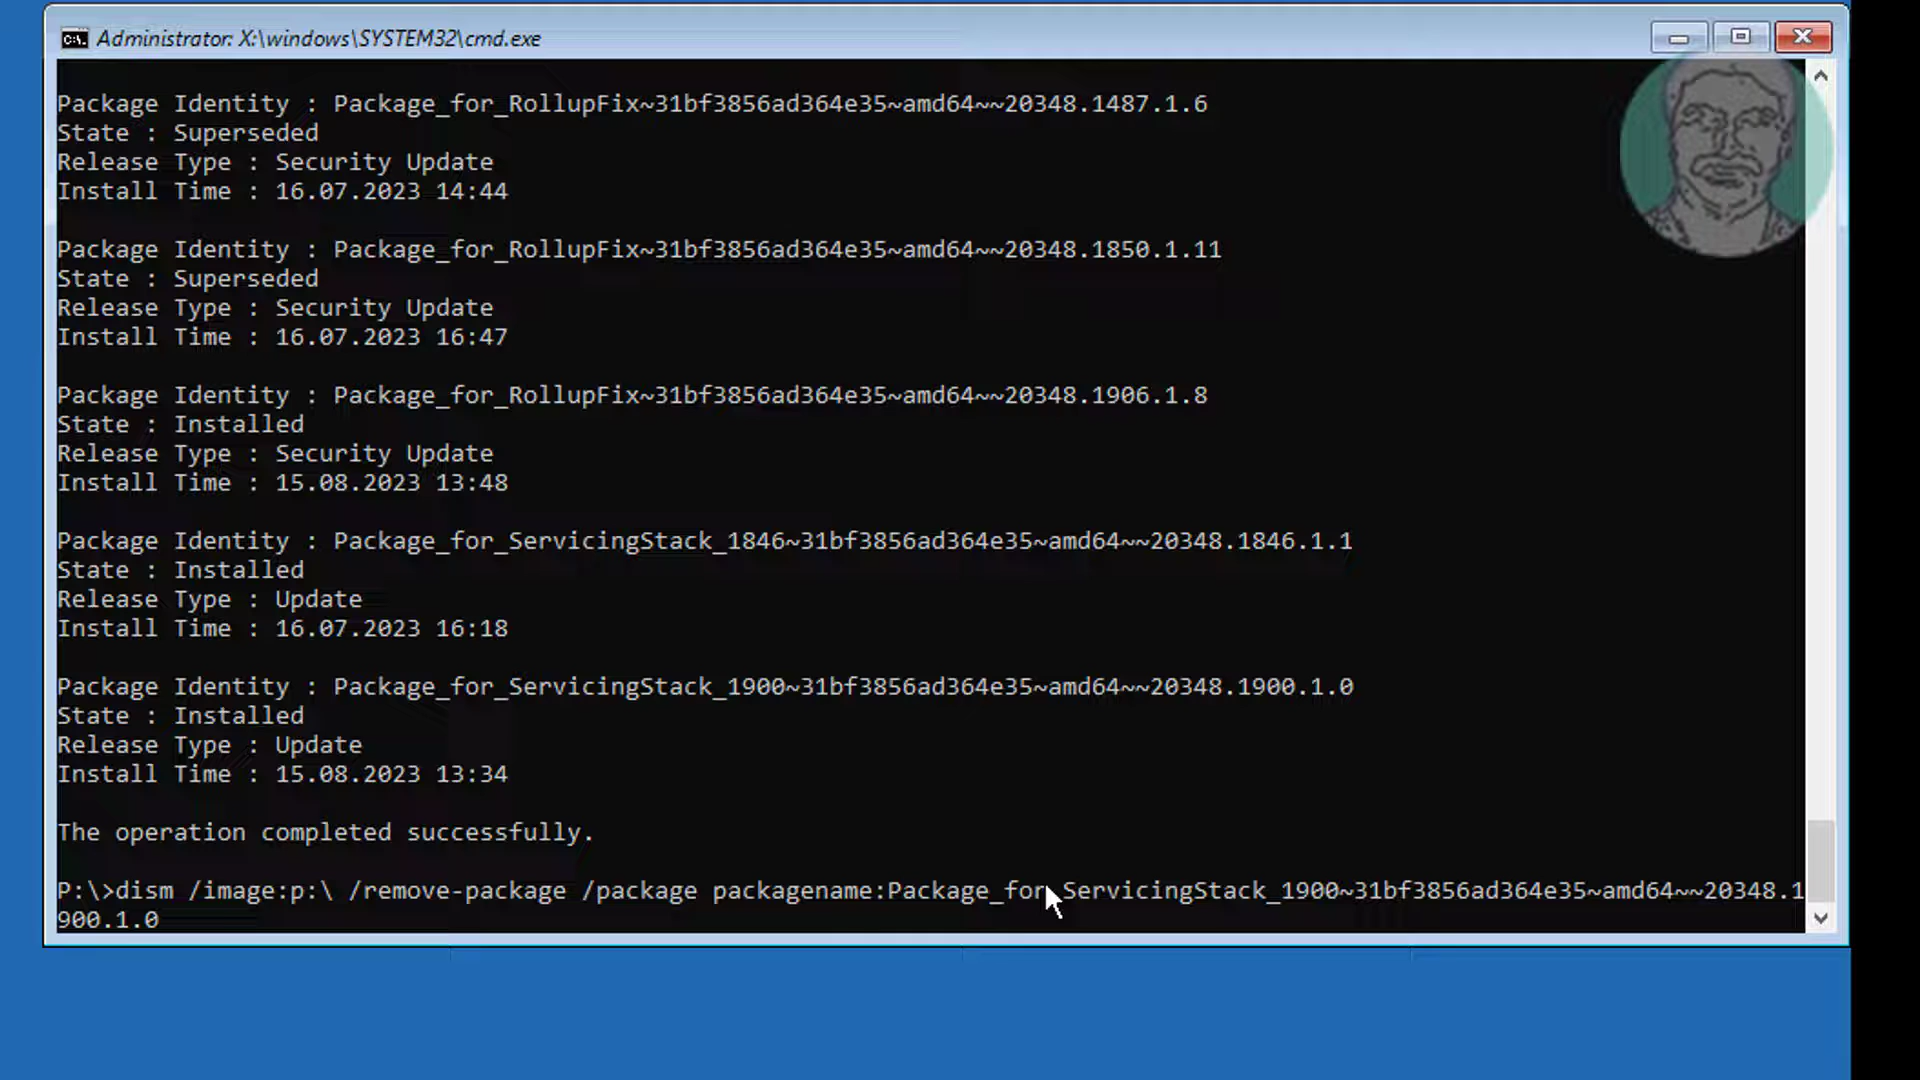 Administrator: X:\windows\SYSTEM32\cmd.exe
Package Identity : Package_for_RollupFix~31bf3856ad364e35~amd64~~20348.1487.1.6
State : Superseded
Release Type : Security Update
Install Time : 16.07.2023 14:44
Package Identity : Package_for_RollupFix~31bf3856ad364e35~amd64~~20348.1850.1.11
State : Superseded
Release Type : Security Update
Install Time : 16.07.2023 16:47
Package Identity : Package_for_RollupFix~31bf3856ad364e35~amd64~~20348.1906.1.8
State : Installed
Release Type : Security Update
Install Time : 15.08.2023 13:48
Package Identity : Package_for_ServicingStack_1846~31bf3856ad364e35~amd64~~20348.1846.1.1
State : Installed
Release Type : Update
Install Time : 16.07.2023 16:18
Package Identity : Package_for_ServicingStack_1900~31bf3856ad364e35~amd64~~20348.1900.1.0
State : Installed
Release Type : Update
Install Time : 15.08.2023 13:34
The operation completed successfully.
P:\>dism /image:p:\ /remove-package /package packagename:Package_for_ServicingStack_1900~31bf3856ad364e35~amd64~~20348.1
900.1.0